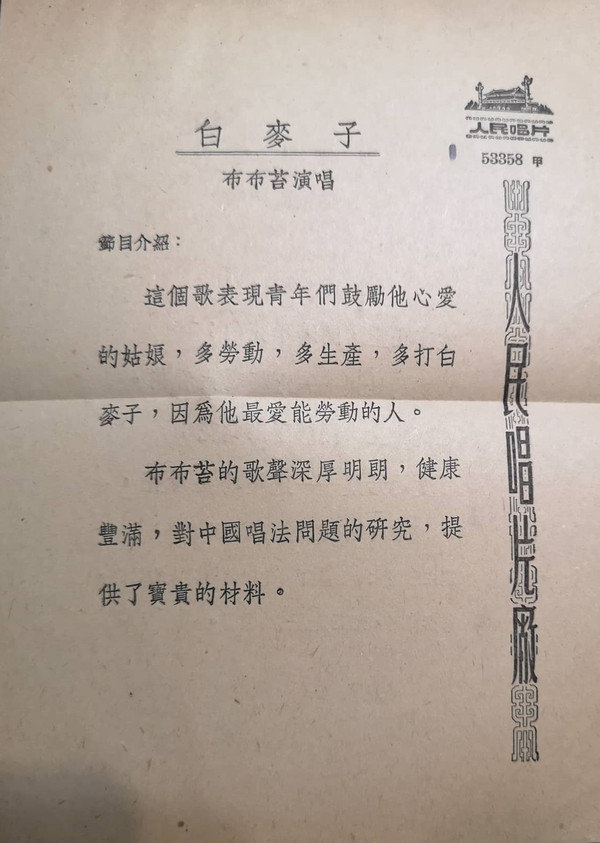 白麥子
布布苔演唱
人民唱片
53358 甲
節目介紹：
這個歌表現青年們鼓勵他心愛
的姑娘，多勞動，多生產，多打白
麥子，因爲他最愛能勞動的人。
布布苔的歌聲深厚明朗，健康
豐滿，對中國唱法問題的研究，提
供了寶貴的材料。
人民唱片廠